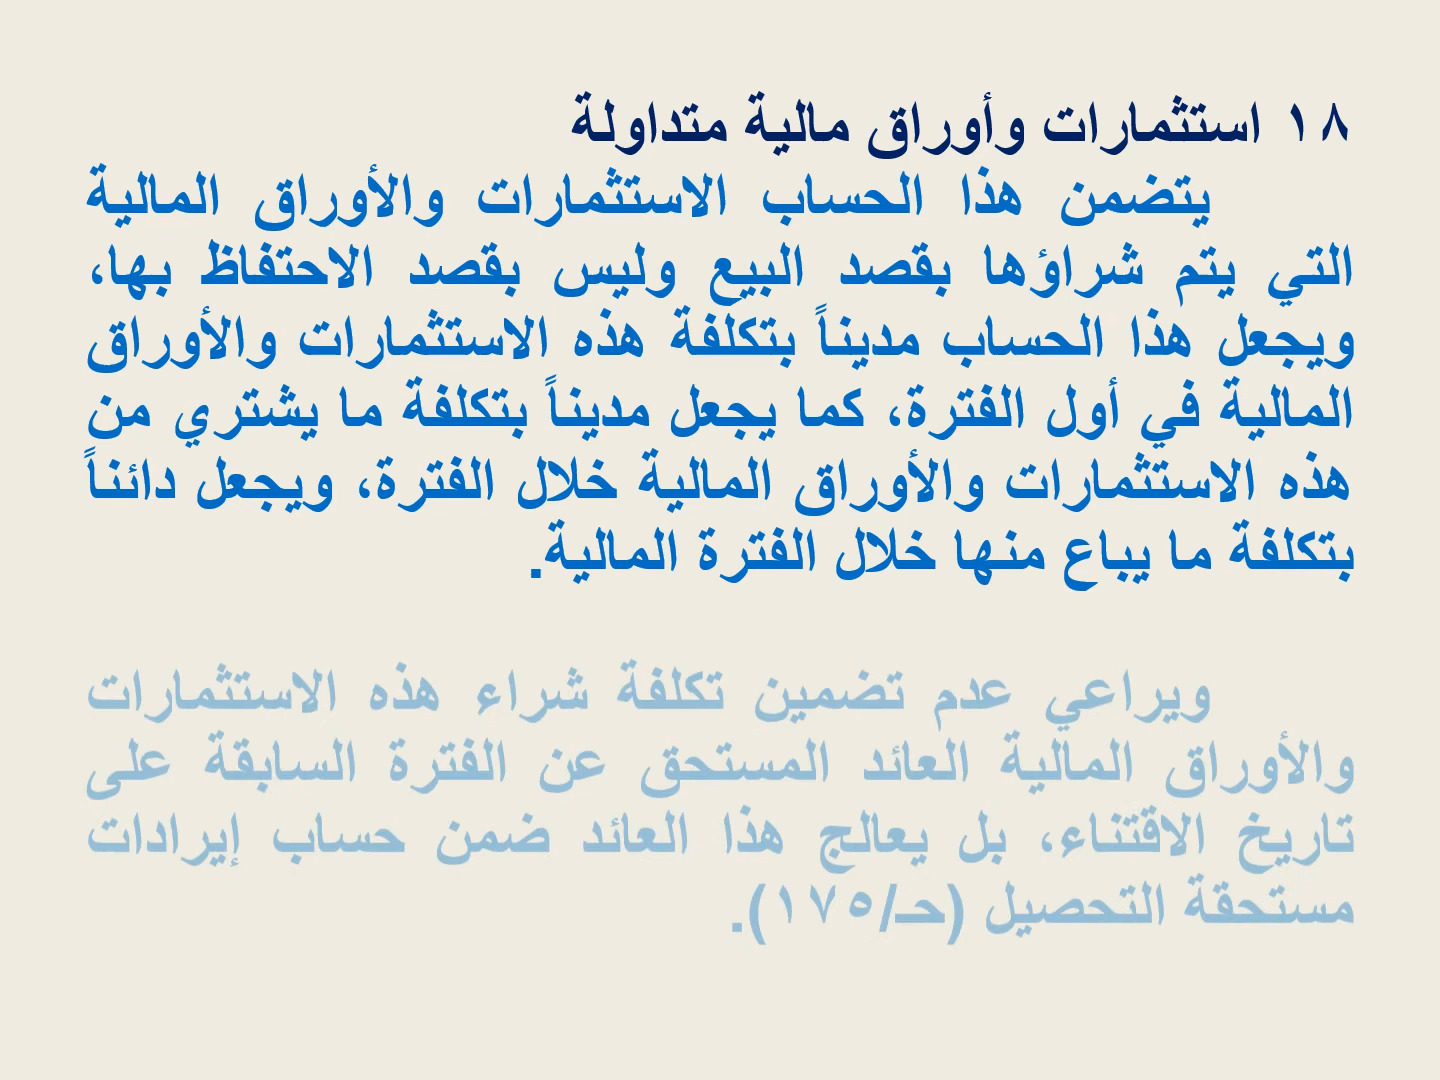 ١٨ استثمارات وأوراق مالية متداولة
يتضمن هذا الحساب الاستثمارات والأوراق المالية
التي يتم شراؤها بقصد البيع وليس بقصد الاحتفاظ بها،
ويجعل هذا الحساب مديناً بتكلفة هذه الاستثمارات والأوراق
المالية في أول الفترة، كما يجعل مديناً بتكلفة ما يشتري من
هذه الاستثمارات والأوراق المالية خلال الفترة، ويجعل دائناً
بتكلفة ما يباع منها خلال الفترة المالية.
ويراعي عدم تضمين تكلفة شراء هذه الاستثمارات
والأوراق المالية العائد المستحق عن الفترة السابقة على
تاريخ الاقتناء، بل يعالج هذا العائد ضمن حساب إيرادات
مستحقة التحصيل (حـ/١٧٥).